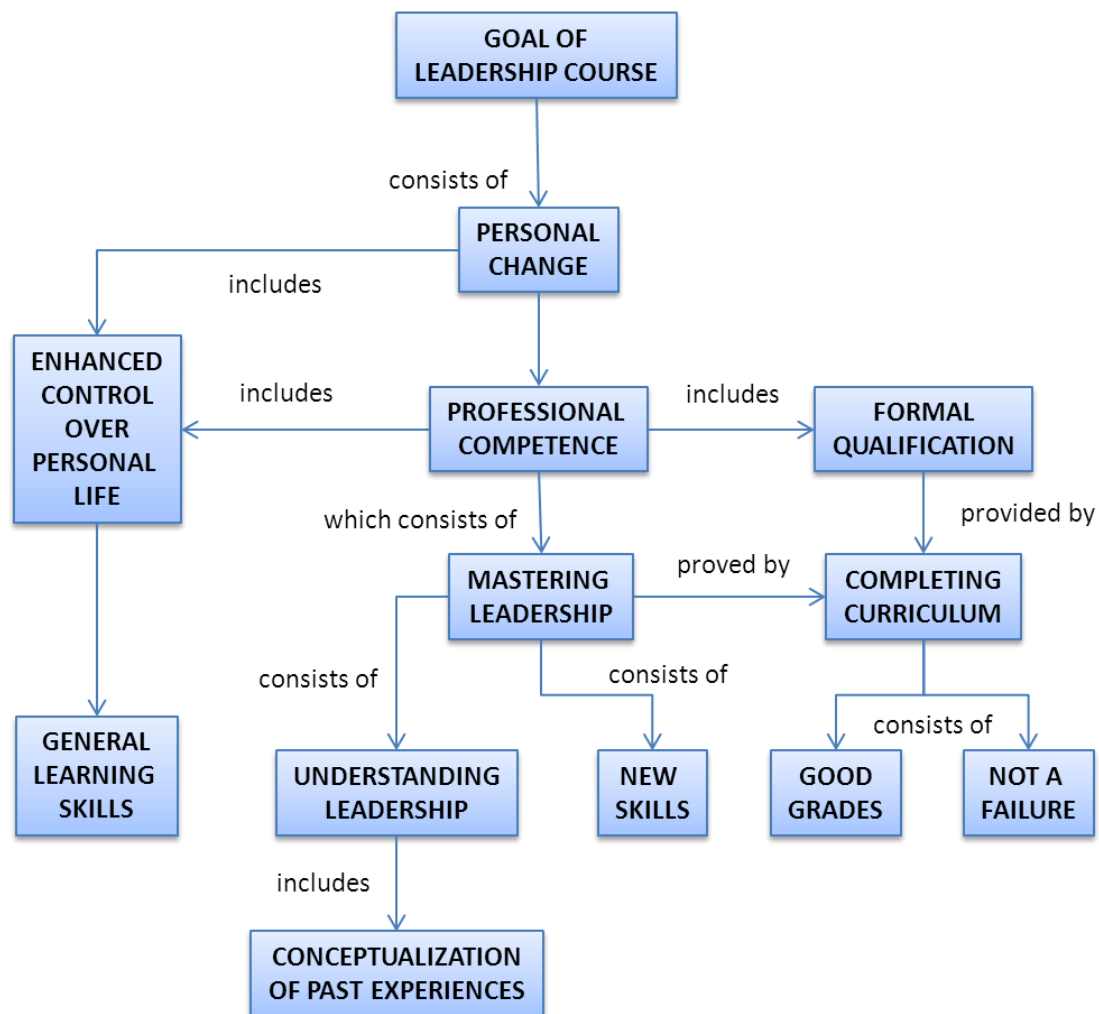 GOAL OF
LEADERSHIP COURSE
consists of
PERSONAL
CHANGE
includes
ENHANCED
CONTROL
OVER
PERSONAL
LIFE
includes
PROFESSIONAL
COMPETENCE
includes
FORMAL
QUALIFICATION
which consists of
provided by
MASTERING
LEADERSHIP
proved by
COMPLETING
CURRICULUM
consists of
consists of
consists of
GENERAL
LEARNING
SKILLS
UNDERSTANDING
LEADERSHIP
NEW
SKILLS
GOOD
GRADES
NOT A
FAILURE
includes
CONCEPTUALIZATION
OF PAST EXPERIENCES